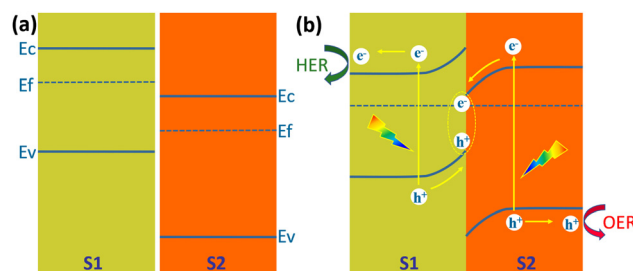 (a)
Ec
Ef
Ev
S1
Ec
Ef
Ev
S2
(b)
HER
e-
e-
e-
h+
h+
S1
e-
h+
h+
OER
S2